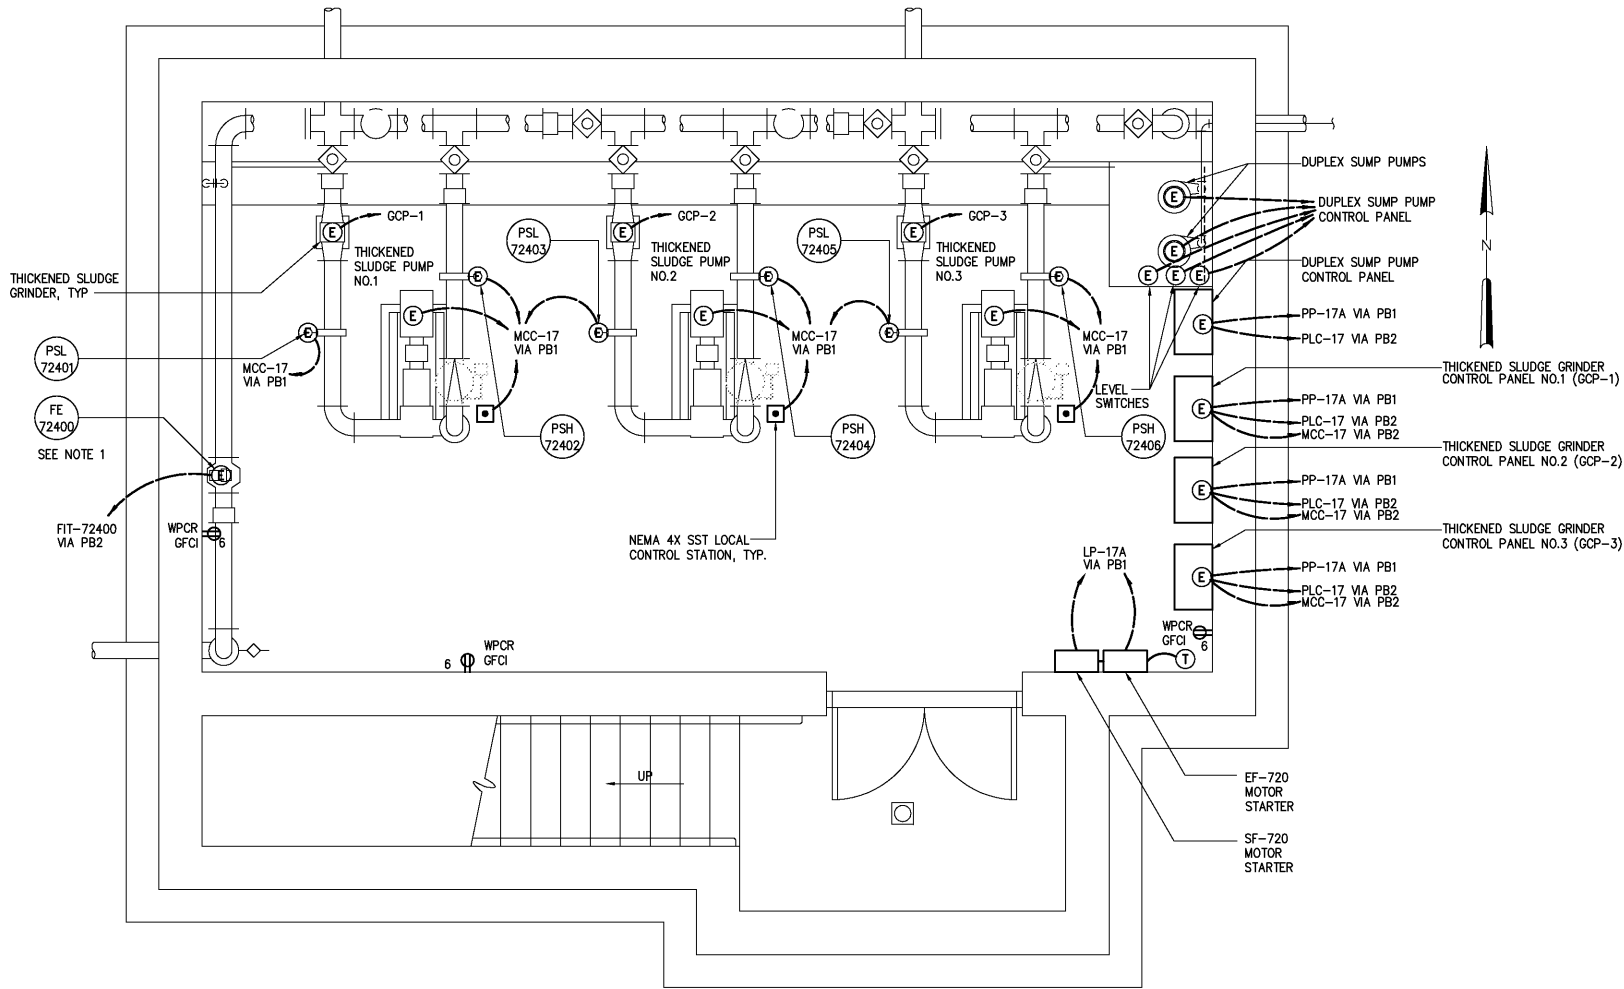 DUPLEX SUMP PUMPS
DUPLEX SUMP PUMP
CONTROL PANEL
N
E
E
GCP-1
GCP-2
GCP-3
E
E
E
PSL
72403
PSL
72405
THICKENED
SLUDGE PUMP
NO.1
THICKENED
SLUDGE PUMP
NO.2
THICKENED
SLUDGE PUMP
NO.3
DUPLEX SUMP PUMP
CONTROL PANEL
THICKENED SLUDGE
GRINDER, TYP
E
E
E
E
E
E
E
E
E
E
E
E
E
MCC-17
VIA PB1
MCC-17
VIA PB1
MCC-17
VIA PB1
E
PP-17A VIA PB1
PLC-17 VIA PB2
PSL
72401
MCC-17
VIA PB1
THICKENED SLUDGE GRINDER
CONTROL PANEL NO.1 (GCP-1)
LEVEL
SWITCHES
FE
72400
SEE NOTE 1
PSH
72402
PSH
72404
PSH
72406
E
PP-17A VIA PB1
PLC-17 VIA PB2
MCC-17 VIA PB2
THICKENED SLUDGE GRINDER
CONTROL PANEL NO.2 (GCP-2)
E
E
PP-17A VIA PB1
PLC-17 VIA PB2
MCC-17 VIA PB2
FIT-72400
VIA PB2
WPCR
GFCI
6
NEMA 4X SST LOCAL
CONTROL STATION, TYP.
THICKENED SLUDGE GRINDER
CONTROL PANEL NO.3 (GCP-3)
LP-17A
VIA PB1
E
PP-17A VIA PB1
PLC-17 VIA PB2
MCC-17 VIA PB2
WPCR
GFCI
6
WPCR
GFCI
6
T
UP
EF-720
MOTOR
STARTER
SF-720
MOTOR
STARTER